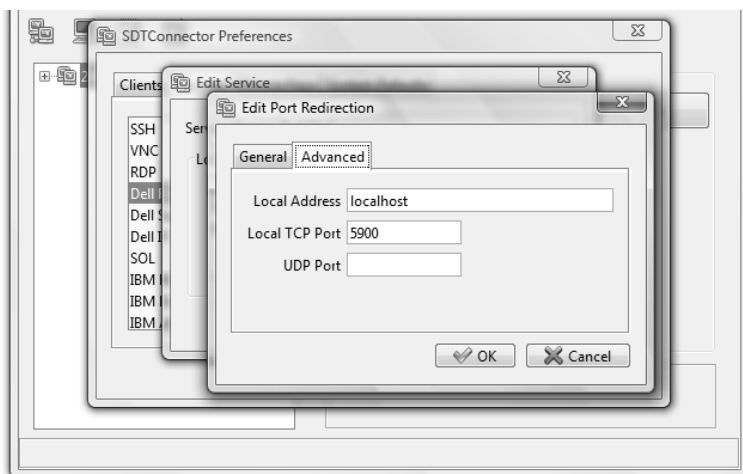 SDTConnector Preferences
Clients
Edit Service
Edit Port Redirection
SSH
VNC
RDP
Dell
Dell
Dell
SOL
IBM
IBM
IBM
General Advanced
Local Address localhost
Local TCP Port 5900
UDP Port
OK Cancel